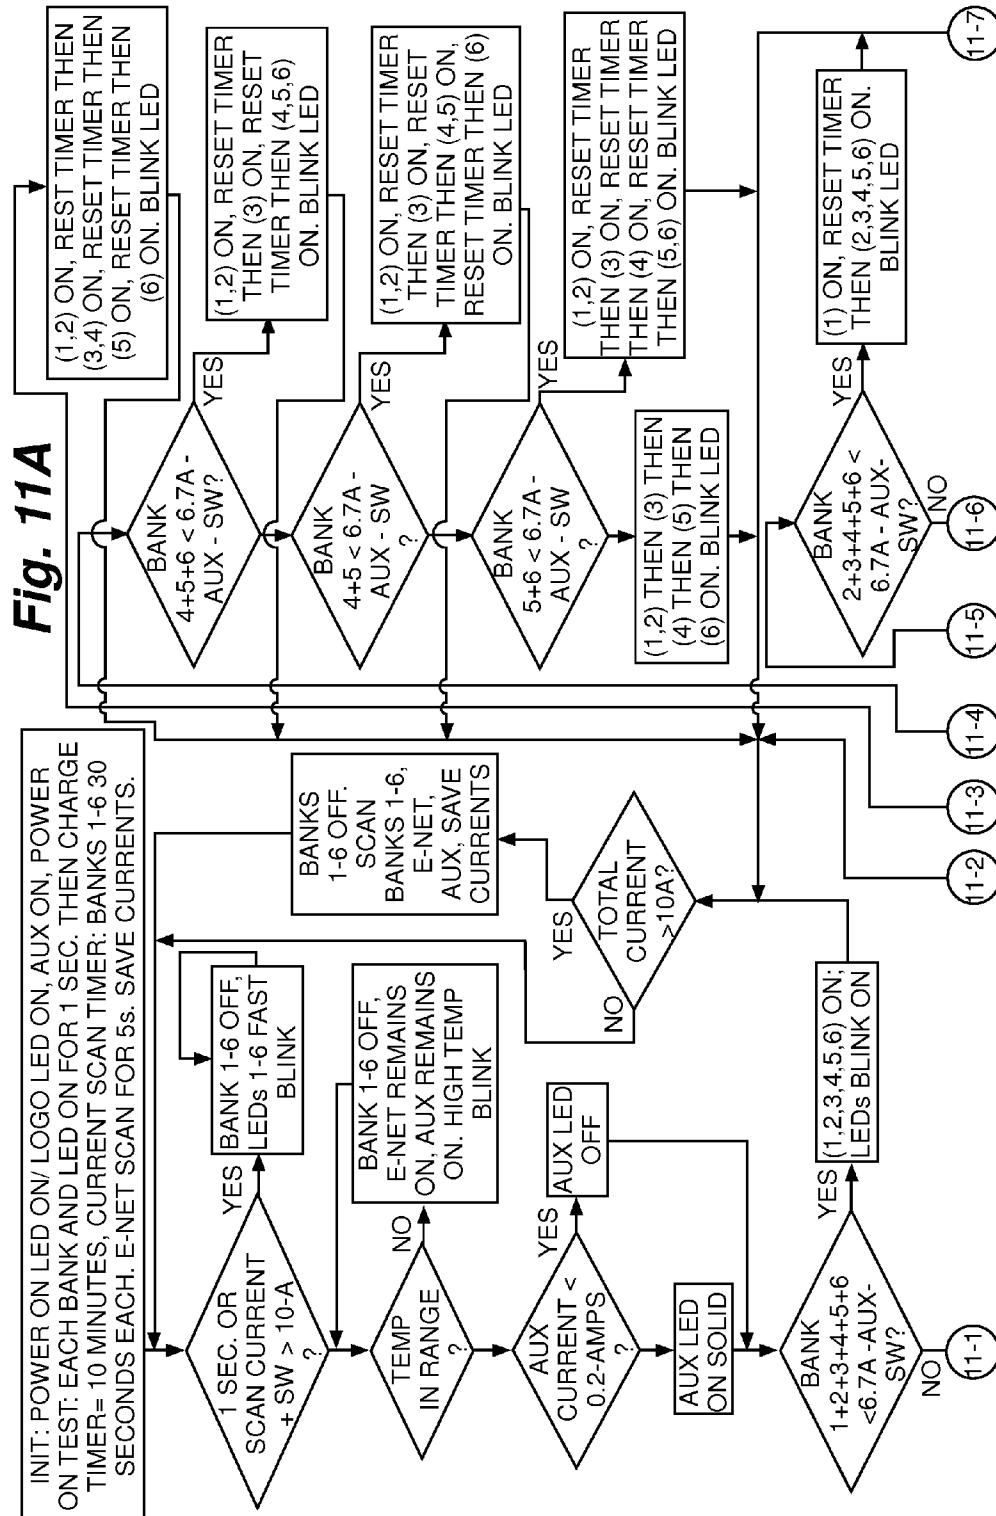 Fig. 11A
INIT: POWER ON LED ON/ LOGO LED ON, AUX ON, POWER
ON TEST: EACH BANK AND LED ON FOR 1 SEC. THEN CHARGE
TIMER= 10 MINUTES, CURRENT SCAN TIMER: BANKS 1-6 30
SECONDS EACH. E-NET SCAN FOR 5s. SAVE CURRENTS.
1 SEC. OR
SCAN CURRENT
+ SW > 10-A
?
YES
BANK 1-6 OFF,
LEDs 1-6 FAST
BLINK
TEMP
IN RANGE
?
NO
BANK 1-6 OFF,
E-NET REMAINS
ON, AUX REMAINS
ON. HIGH TEMP
BLINK
AUX
CURRENT <
0.2-AMPS
?
YES
AUX LED
OFF
AUX LED
ON SOLID
BANK
1+2+3+4+5+6
<6.7A -AUX-
SW?
YES
NO
(1,2,3,4,5,6) ON;
LEDs BLINK ON
11-1
BANKS
1-6 OFF.
SCAN
BANKS 1-6,
E-NET,
AUX, SAVE
CURRENTS
TOTAL
CURRENT
>10A?
YES
NO
(1,2) ON, REST TIMER THEN
(3,4) ON, RESET TIMER THEN
(5) ON, RESET TIMER THEN
(6) ON. BLINK LED
BANK
4+5+6 < 6.7A -
AUX - SW?
YES
(1,2) ON, RESET TIMER
THEN (3) ON, RESET
TIMER THEN (4,5,6)
ON. BLINK LED
BANK
4+5 < 6.7A -
AUX - SW
?
YES
(1,2) ON, RESET TIMER
THEN (3) ON, RESET
TIMER THEN (4,5) ON,
RESET TIMER THEN (6)
ON. BLINK LED
BANK
5+6 < 6.7A -
AUX - SW
?
YES
(1,2) ON, RESET TIMER
THEN (3) ON, RESET TIMER
THEN (4) ON, RESET TIMER
THEN (5,6) ON. BLINK LED
(1,2) THEN (3) THEN
(4) THEN (5) THEN
(6) ON. BLINK LED
BANK
2+3+4+5+6 <
6.7A - AUX-
SW?
YES
NO
(1) ON, RESET TIMER
THEN (2,3,4,5,6) ON.
BLINK LED
11-2
11-3
11-4
11-5
11-6
11-7